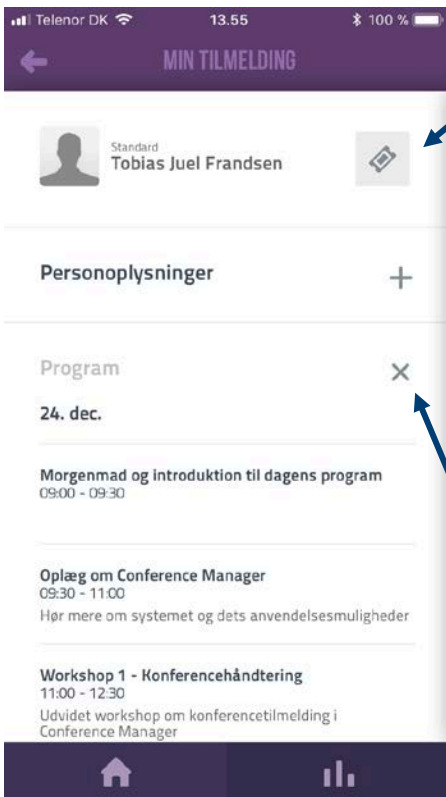 Telenor DK 13.55 100 %
MIN TILMELDING
Standard
Tobias Juel Frandsen
Personoplysninger
Program
24. dec.
Morgenmad og introduktion til dagens program
09:00 - 09:30
Oplæg om Conference Manager
09:30 - 11:00
Hør mere om systemet og dets anvendelsesmuligheder
Workshop 1 - Konferencehåndtering
11:00 - 12:30
Udvidet workshop om konferencetilmelding i
Conference Manager